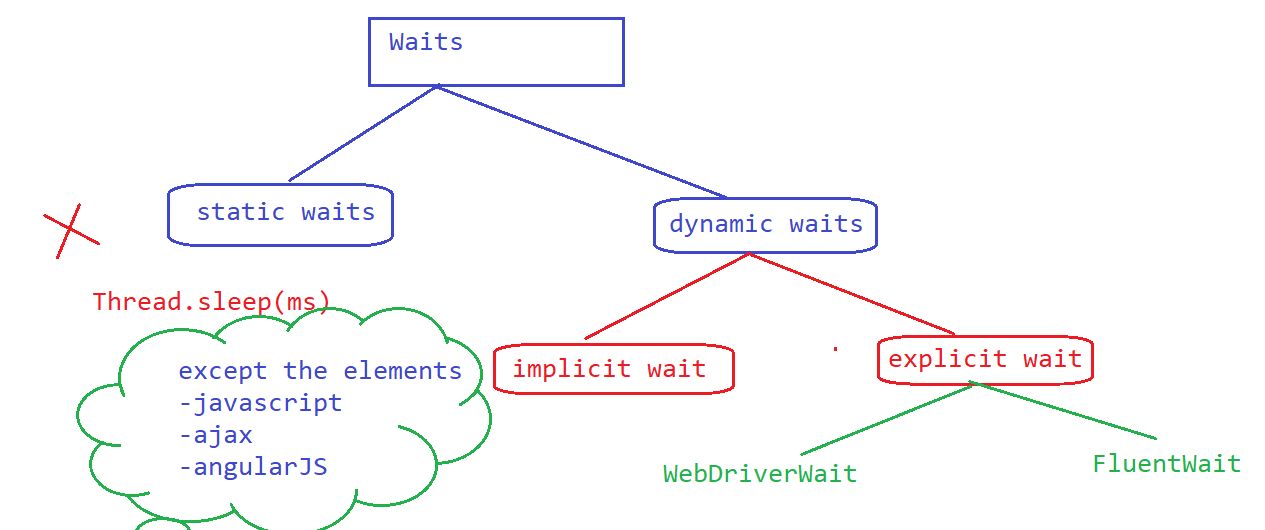 Waits
static waits
dynamic waits
Thread.sleep(ms)
implicit wait
explicit wait
except the elements
-javascript
-ajax
-angularJS
WebDriverWait
FluentWait